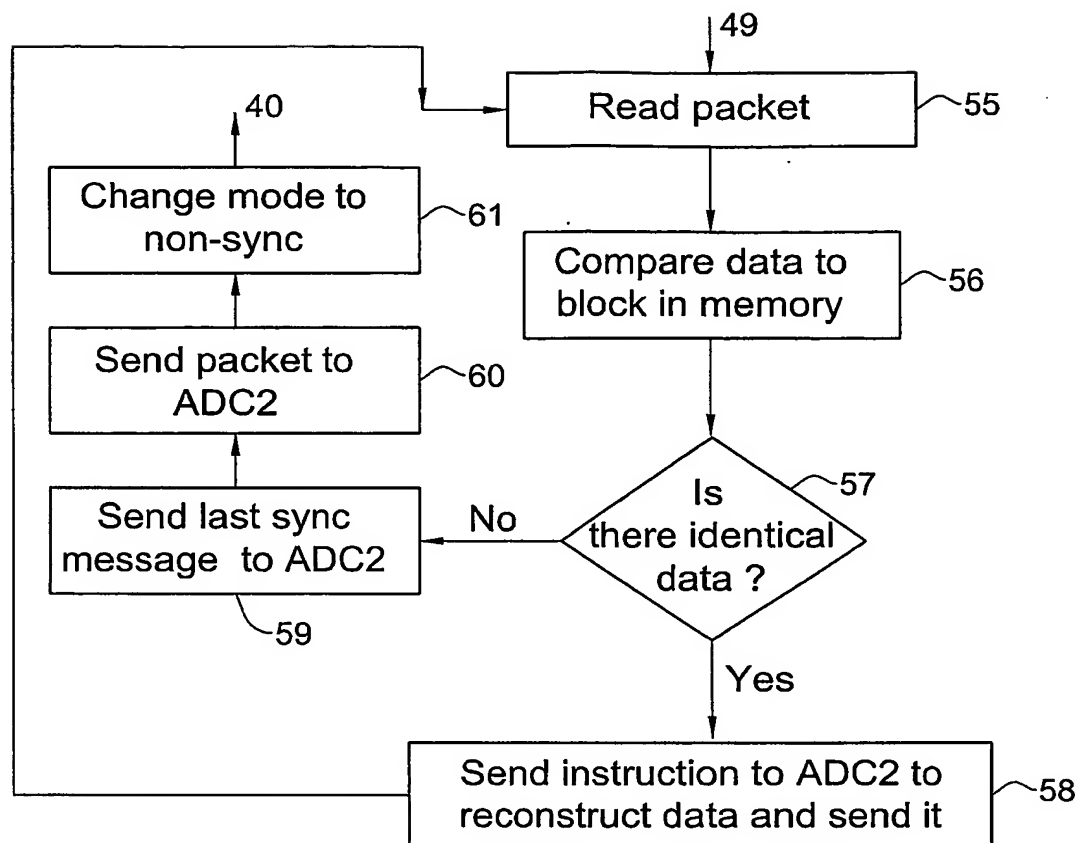 49
Read packet
55
40
Change mode to
non-sync
61
Compare data to
block in memory
56
Send packet to
ADC2
60
Is
there identical
data ?
57
No
Send last sync
message to ADC2
59
Yes
Send instruction to ADC2 to
reconstruct data and send it
58